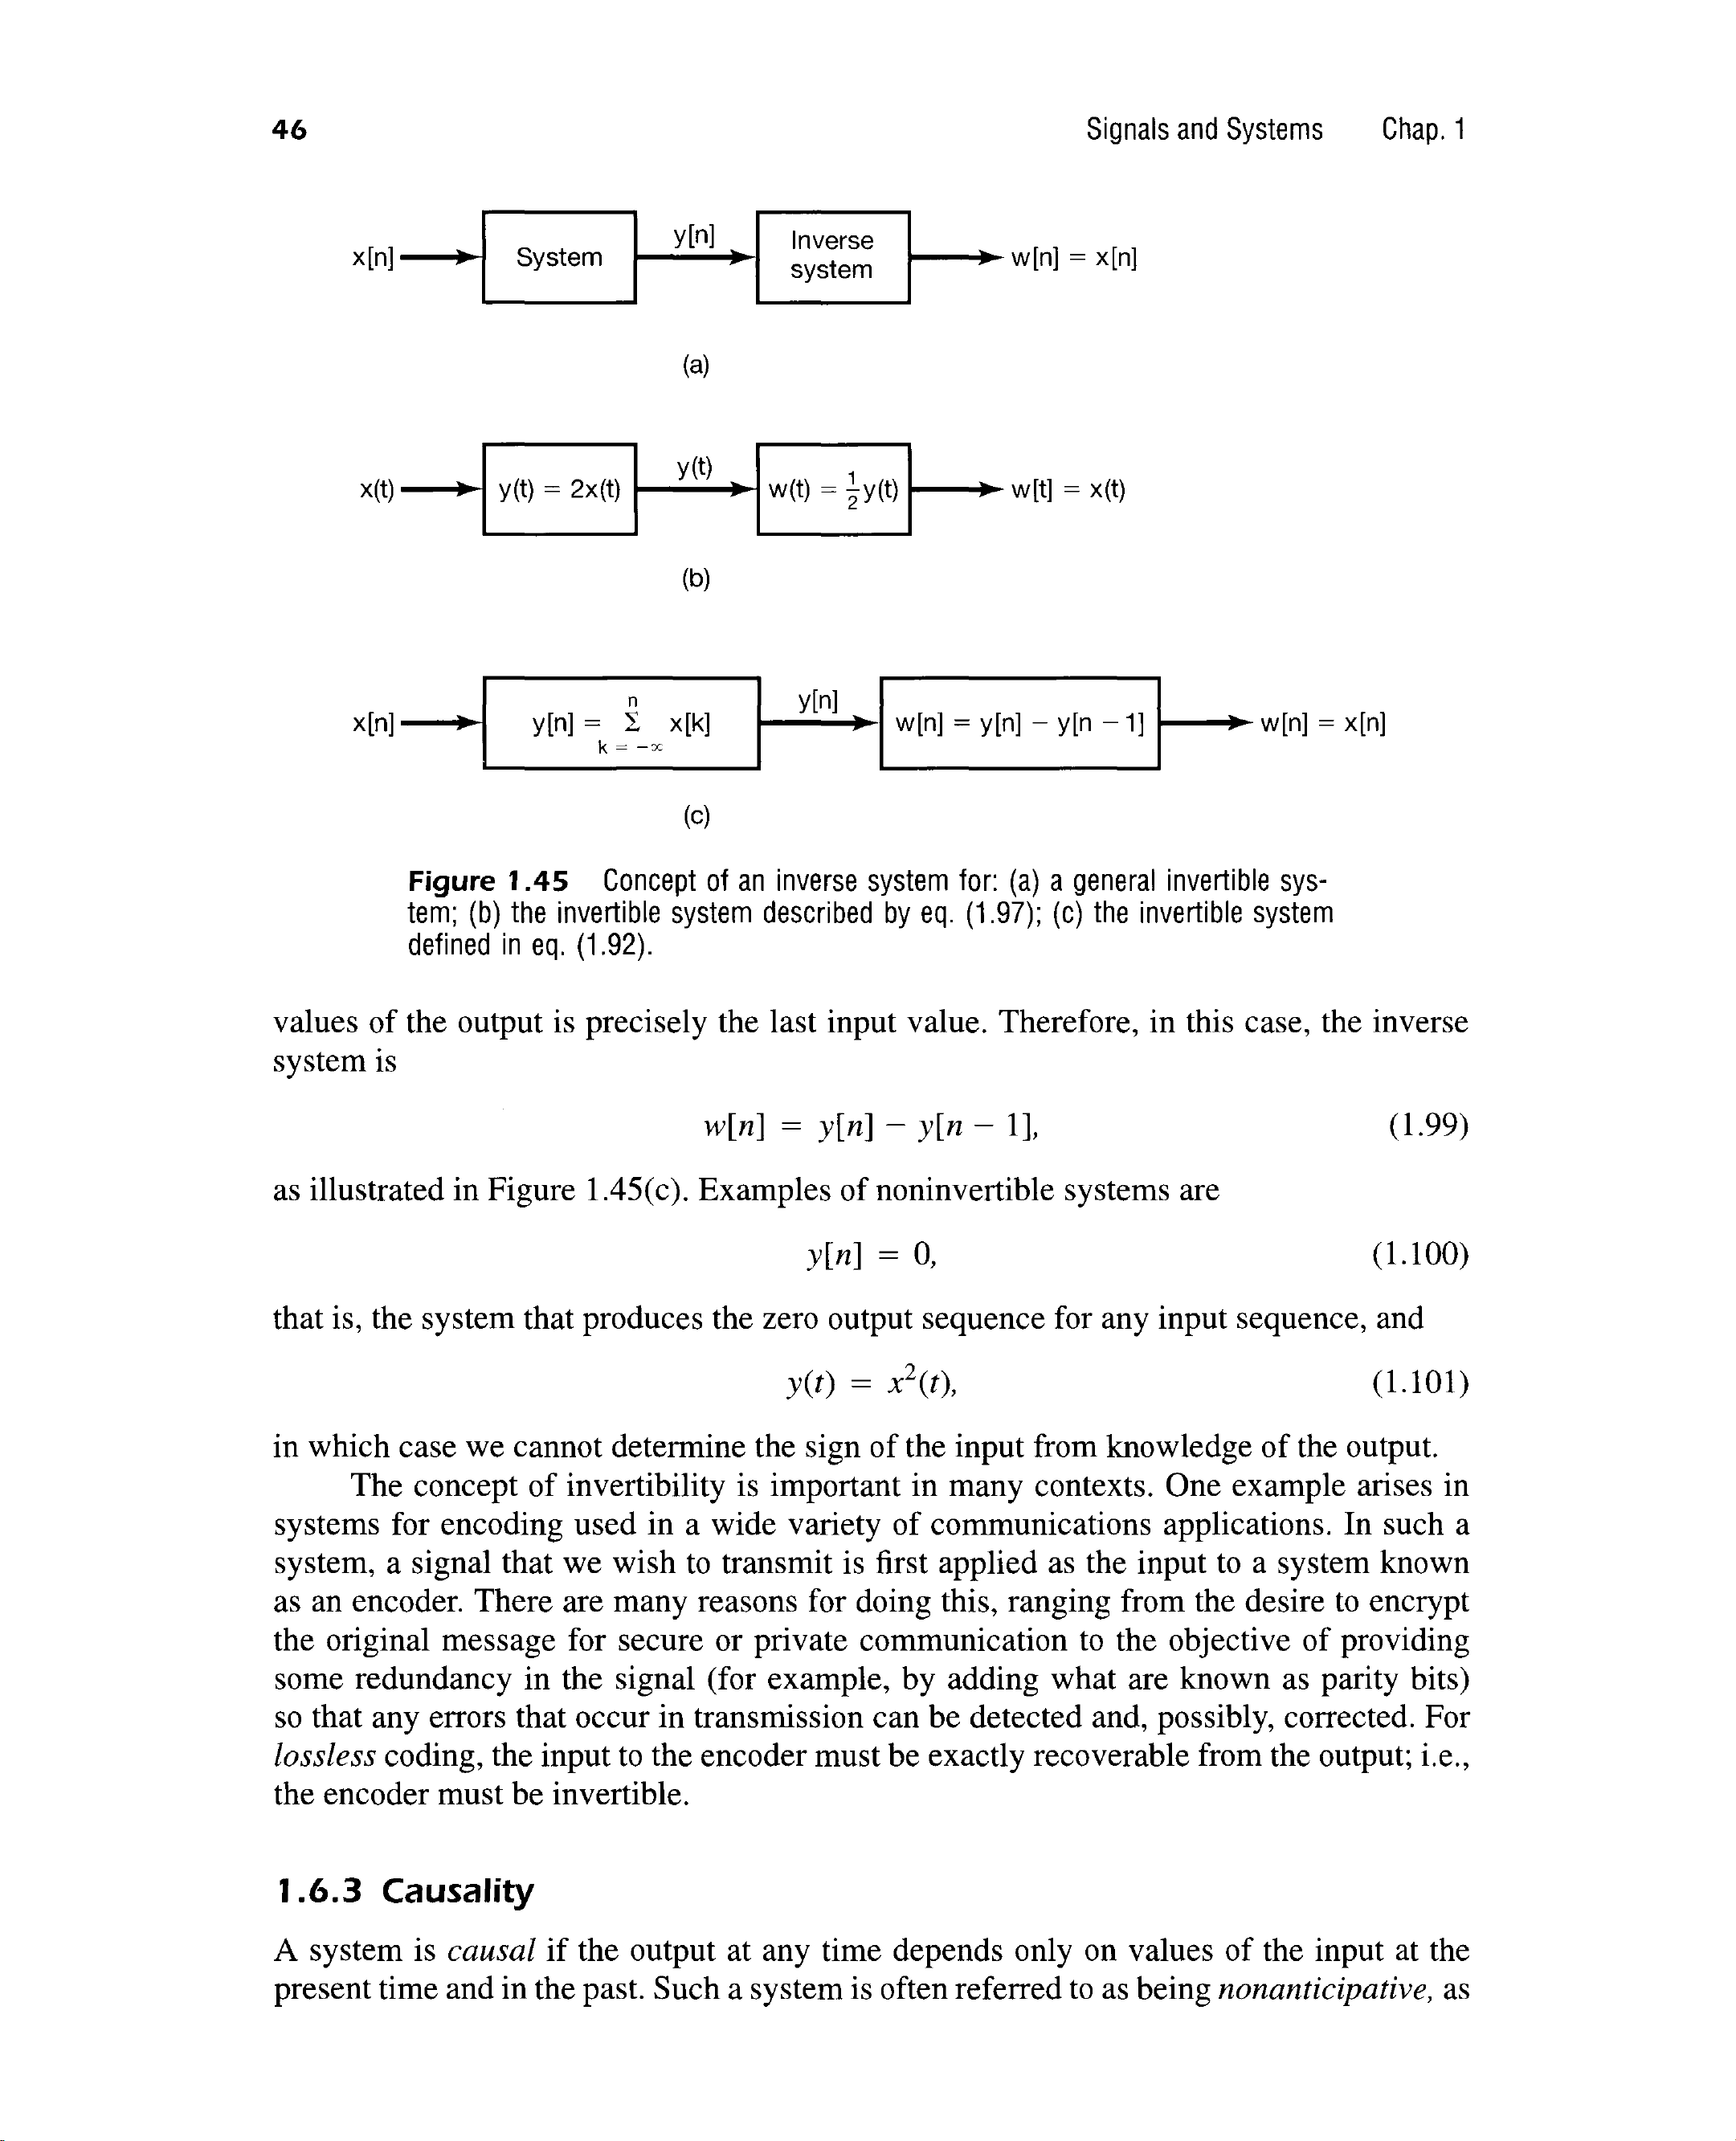 46
Signals and Systems Chap. 1
x[n] System y[n] Inverse system w[n] = x[n]
(a)
x(t) y(t) = 2x(t) y(t) w(t) = ½y(t) w[t] = x(t)
(b)
x[n] y[n] = Σ x[k] y[n] w[n] = y[n] − y[n − 1] w[n] = x[n]
n
k = −∞
(c)
Figure 1.45 Concept of an inverse system for: (a) a general invertible sys-
tem; (b) the invertible system described by eq. (1.97); (c) the invertible system
defined in eq. (1.92).
values of the output is precisely the last input value. Therefore, in this case, the inverse
system is
w[n] = y[n] − y[n − 1], (1.99)
as illustrated in Figure 1.45(c). Examples of noninvertible systems are
y[n] = 0, (1.100)
that is, the system that produces the zero output sequence for any input sequence, and
y(t) = x²(t), (1.101)
in which case we cannot determine the sign of the input from knowledge of the output.
The concept of invertibility is important in many contexts. One example arises in
systems for encoding used in a wide variety of communications applications. In such a
system, a signal that we wish to transmit is first applied as the input to a system known
as an encoder. There are many reasons for doing this, ranging from the desire to encrypt
the original message for secure or private communication to the objective of providing
some redundancy in the signal (for example, by adding what are known as parity bits)
so that any errors that occur in transmission can be detected and, possibly, corrected. For
lossless coding, the input to the encoder must be exactly recoverable from the output; i.e.,
the encoder must be invertible.
1.6.3 Causality
A system is causal if the output at any time depends only on values of the input at the
present time and in the past. Such a system is often referred to as being nonanticipative, as